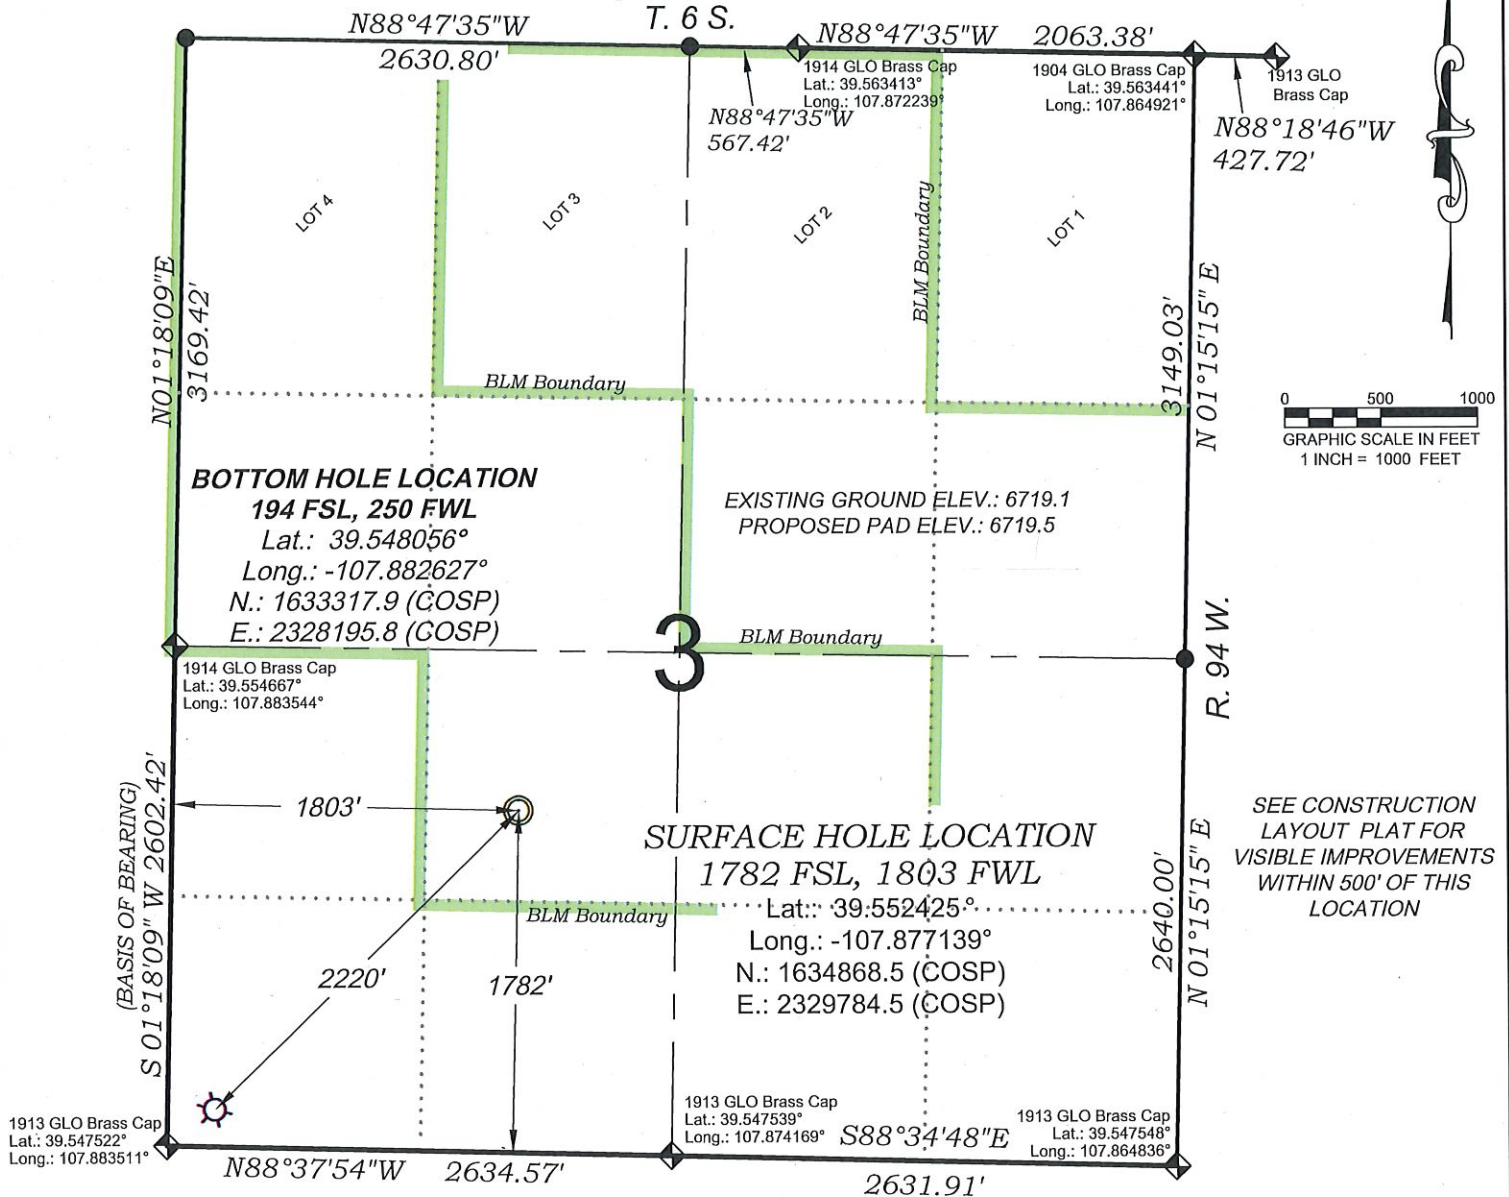 T. 6 S.
N88°47'35"W
2630.80'
N88°47'35"W 2063.38'
1914 GLO Brass Cap
Lat.: 39.563413°
Long.: 107.872239°
1904 GLO Brass Cap
Lat.: 39.563441°
Long.: 107.864921°
1913 GLO
Brass Cap
N88°47'35"W
567.42'
N88°18'46"W
427.72'
LOT 4
LOT 3
LOT 2
LOT 1
BLM Boundary
N01°18'09"E
3169.42'
3149.03'
N 01°15'15" E
BLM Boundary
0 500 1000
GRAPHIC SCALE IN FEET
1 INCH = 1000 FEET
BOTTOM HOLE LOCATION
194 FSL, 250 FWL
Lat.: 39.548056°
Long.: -107.882627°
N.: 1633317.9 (COSP)
E.: 2328195.8 (COSP)
EXISTING GROUND ELEV.: 6719.1
PROPOSED PAD ELEV.: 6719.5
3
BLM Boundary
R. 94 W.
1914 GLO Brass Cap
Lat.: 39.554667°
Long.: 107.883544°
(BASIS OF BEARING)
S 01°18'09" W 2602.42'
1803'
SURFACE HOLE LOCATION
1782 FSL, 1803 FWL
Lat.: 39.552425°
Long.: -107.877139°
N.: 1634868.5 (COSP)
E.: 2329784.5 (COSP)
BLM Boundary
2220'
1782'
2640.00'
N 01°15'15" E
SEE CONSTRUCTION
LAYOUT PLAT FOR
VISIBLE IMPROVEMENTS
WITHIN 500' OF THIS
LOCATION
1913 GLO Brass Cap
Lat.: 39.547522°
Long.: 107.883511°
1913 GLO Brass Cap
Lat.: 39.547539°
Long.: 107.874169°
1913 GLO Brass Cap
Lat.: 39.547548°
Long.: 107.864836°
N88°37'54"W 2634.57'
S88°34'48"E
2631.91'